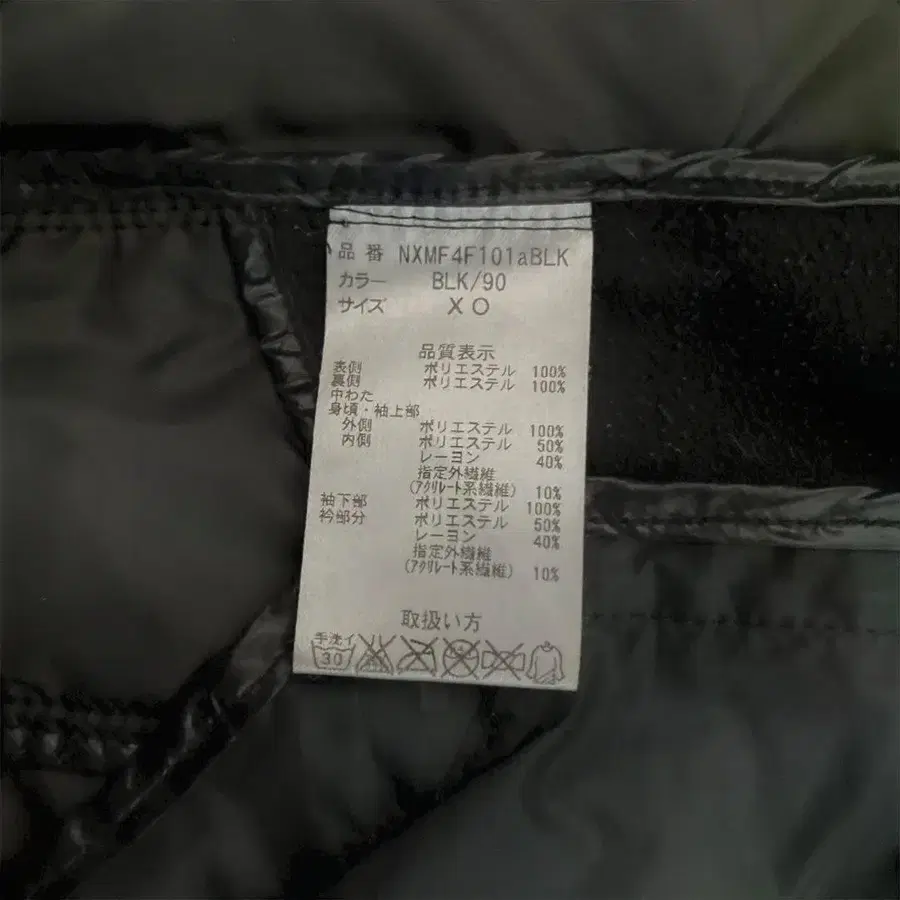 品番 NXMF4F101aBLK
カラー BLK/90
サイズ XO
品質表示
表側 ポリエステル 100%
裏側 ポリエステル 100%
中わた
身頃・袖上部
外側 ポリエステル 100%
内側 ポリエステル 50%
レーヨン 40%
指定外繊維
(アクリレート系繊維) 10%
袖下部 ポリエステル 100%
衿部分 ポリエステル 50%
レーヨン 40%
指定外繊維
(アクリレート系繊維) 10%
取扱い方
手洗イ
30